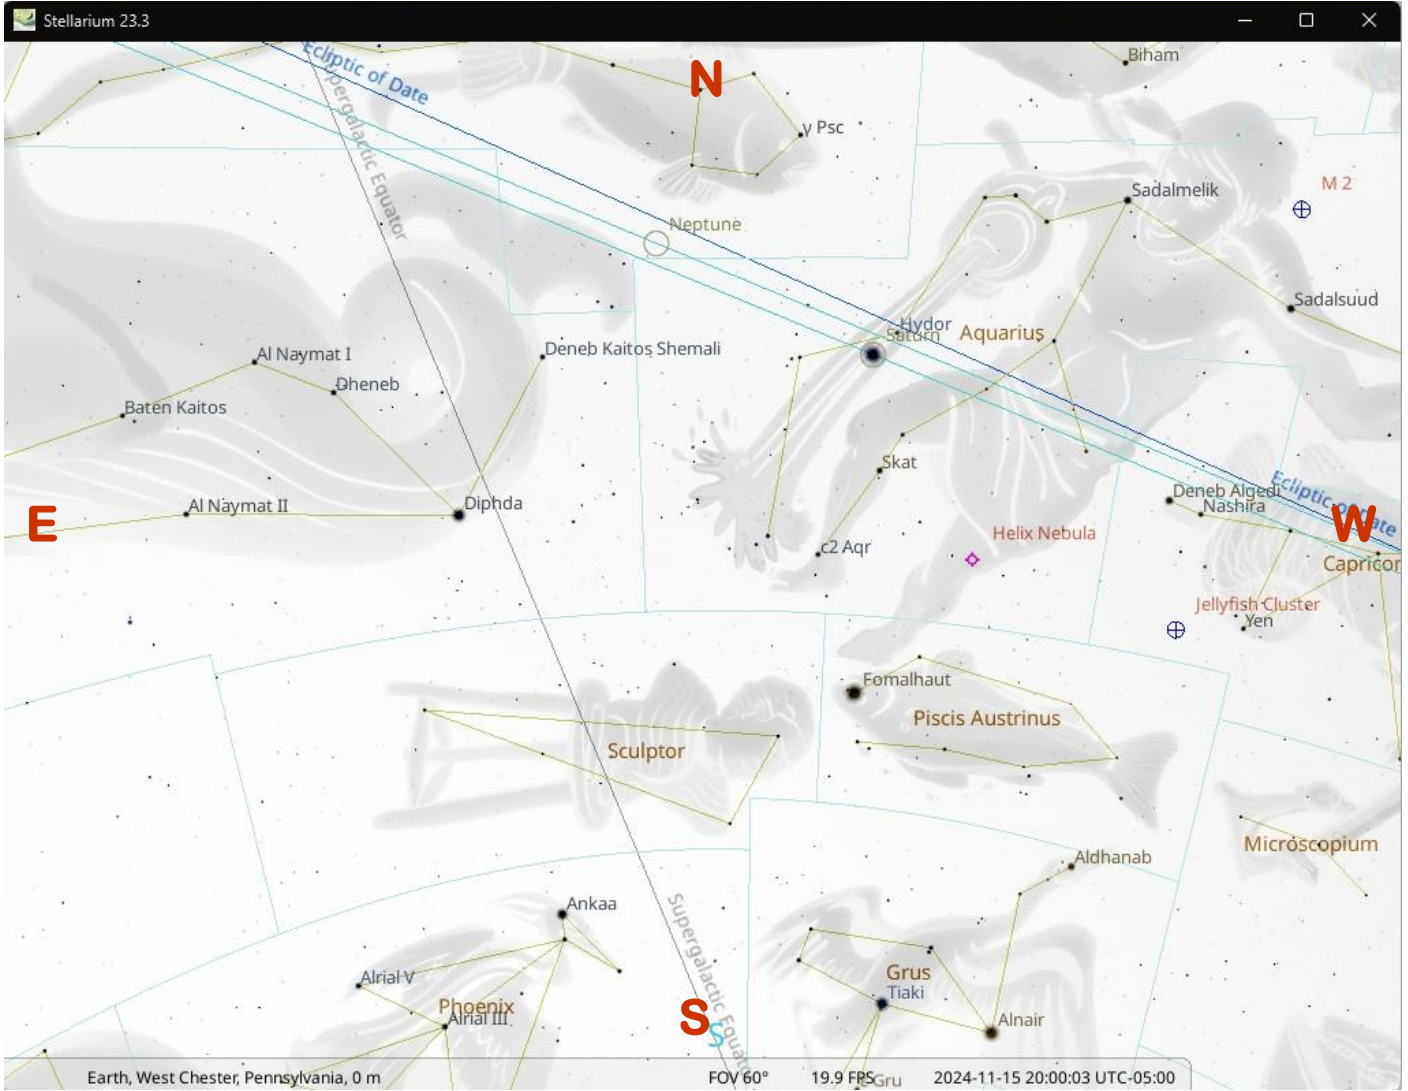 Stellarium 23.3
Ecliptic of Date
Supergalactic Equator
N
Biham
γ Psc
Sadalmelik
M 2
Neptune
Hydor
Saturn
Aquarius
Sadalsuud
Al Naymat I
Deneb Kaitos Shemali
Dheneb
Baten Kaitos
Skat
Al Naymat II
Diphda
E
c2 Aqr
Helix Nebula
Deneb Algedi
Nashira
Ecliptic of Date
W
Capricor
Jellyfish Cluster
Yen
Fomalhaut
Piscis Austrinus
Sculptor
Microscopium
Aldhanab
Ankaa
Supergalactic Equato
Alrial V
Phoenix
Alrial III
Grus
Tiaki
Alnair
S
S
Gru
Earth, West Chester, Pennsylvania, 0 m
FOV 60°
19.9 FPS
2024-11-15 20:00:03 UTC-05:00